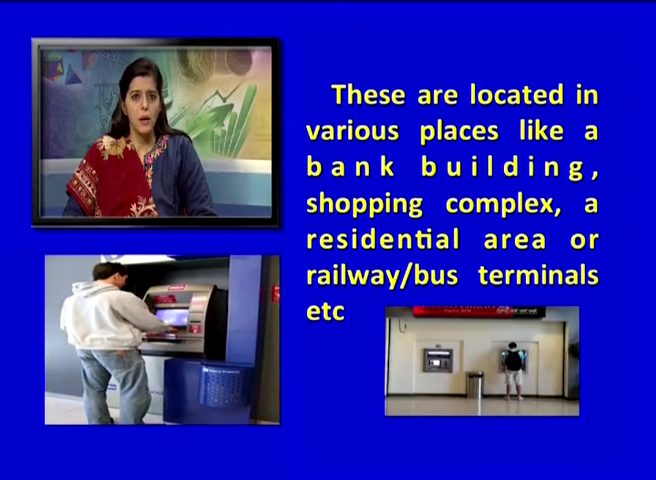 These are located in
various places like a
bank building,
shopping complex, a
residential area or
railway/bus terminals
etc